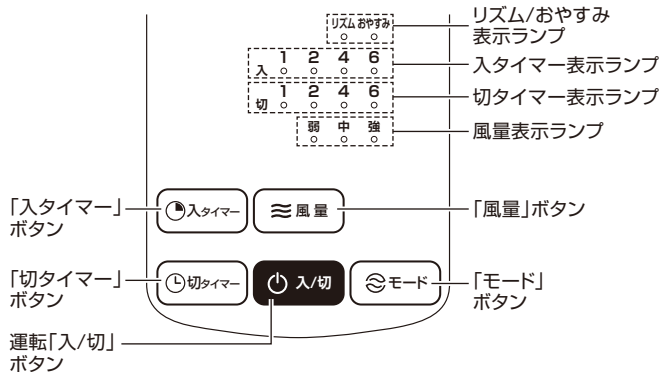 リズム おやすみ
リズム/おやすみ
表示ランプ
入 1 2 4 6
入タイマー表示ランプ
切 1 2 4 6
切タイマー表示ランプ
弱 中 強
風量表示ランプ
「入タイマー」
ボタン
入タイマー
風量
「風量」ボタン
「切タイマー」
ボタン
切タイマー
入/切
モード
「モード」
ボタン
運転「入/切」
ボタン